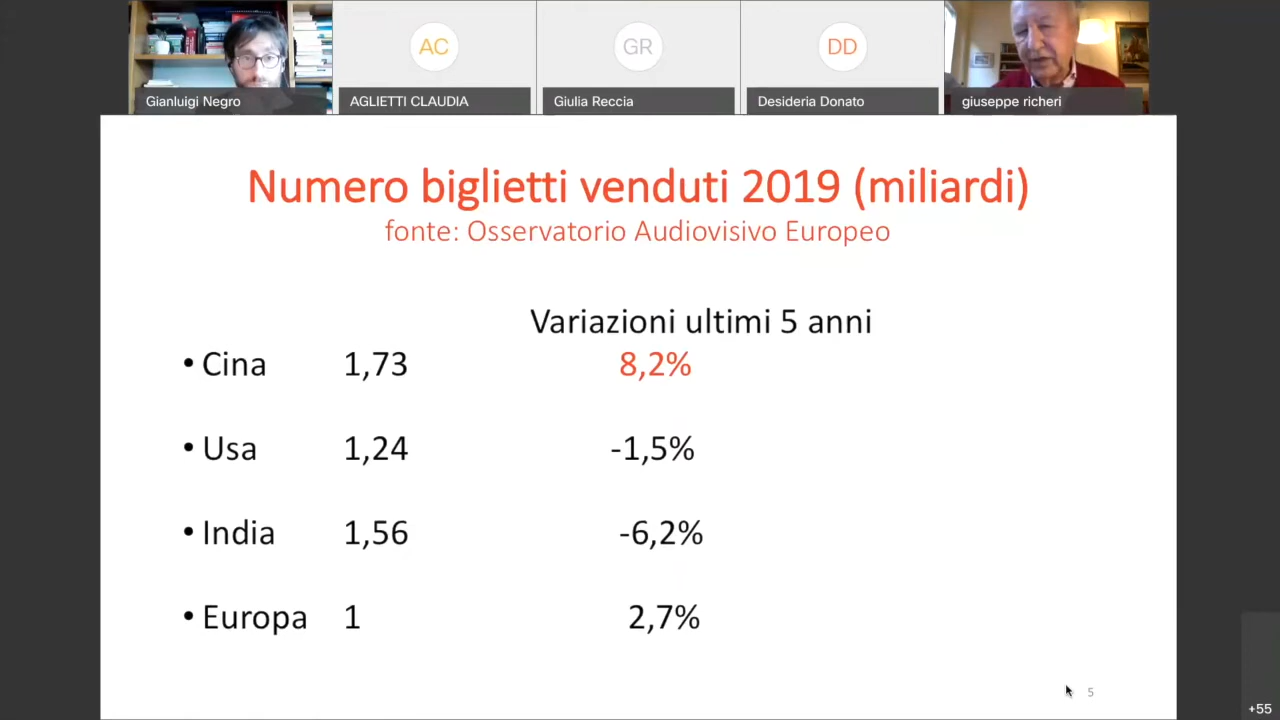 AC
GR
DD
Gianluigi Negro
AGLIETTI CLAUDIA
Giulia Reccia
Desideria Donato
giuseppe richeri
Numero biglietti venduti 2019 (miliardi)
fonte: Osservatorio Audiovisivo Europeo
Variazioni ultimi 5 anni
• Cina 1,73 8,2%
• Usa 1,24 -1,5%
• India 1,56 -6,2%
• Europa 1 2,7%
5
+55